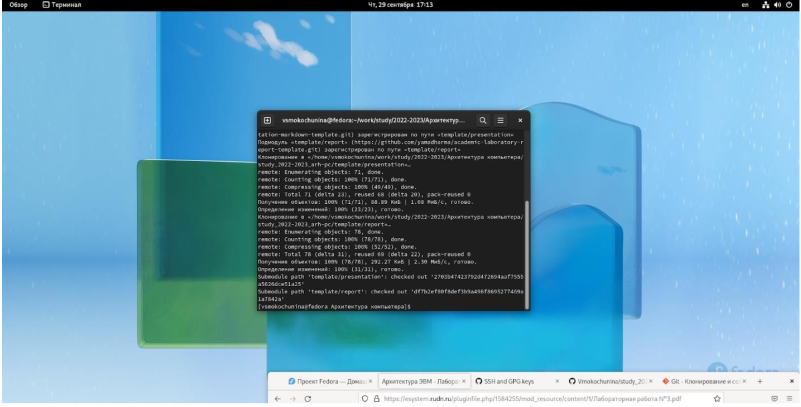 Обзор Терминал Чт, 29 сентября 17:13 en
vsmokochunina@fedora:~/work/study/2022-2023/Архитектур...
tation-markdown-template.git) зарегистрирован по пути «template/presentation»
Подмодуль «template/report» (https://github.com/yamadharma/academic-laboratory-r
eport-template.git) зарегистрирован по пути «template/report»
Клонирование в «/home/vsmokochunina/work/study/2022-2023/Архитектура компьютера/
study_2022-2023_arh-pc/template/presentation»…
remote: Enumerating objects: 71, done.
remote: Counting objects: 100% (71/71), done.
remote: Compressing objects: 100% (49/49), done.
remote: Total 71 (delta 23), reused 68 (delta 20), pack-reused 0
Получение объектов: 100% (71/71), 88.89 КиБ | 1.08 МиБ/с, готово.
Определение изменений: 100% (23/23), готово.
Клонирование в «/home/vsmokochunina/work/study/2022-2023/Архитектура компьютера/
study_2022-2023_arh-pc/template/report»…
remote: Enumerating objects: 78, done.
remote: Counting objects: 100% (78/78), done.
remote: Compressing objects: 100% (52/52), done.
remote: Total 78 (delta 31), reused 69 (delta 22), pack-reused 0
Получение объектов: 100% (78/78), 292.27 КиБ | 2.30 МиБ/с, готово.
Определение изменений: 100% (31/31), готово.
Submodule path 'template/presentation': checked out
Submodule path 'template/report': checked out
[vsmokochunina@fedora Архитектура компьютера]$
Проект Fedora — Дома Архитектура ЭВМ - Лабора SSH and GPG keys Vmokochunina/study_20 Git - Клонирование и со
https://esystem.rudn.ru/pluginfile.php/1584255/mod_resource/content/1/Лабораторная работа №3.pdf